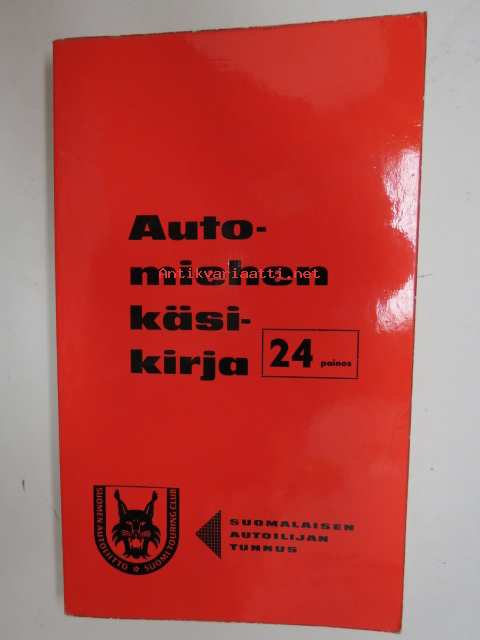 Auto-
miehen
Antikvariaatti.net
käsi-
kirja
24 painos
SUOMEN AUTOLIITTO ☆ SUOMI TOURING CLUB
SUOMALAISEN
AUTOILIJAN
TUNNUS